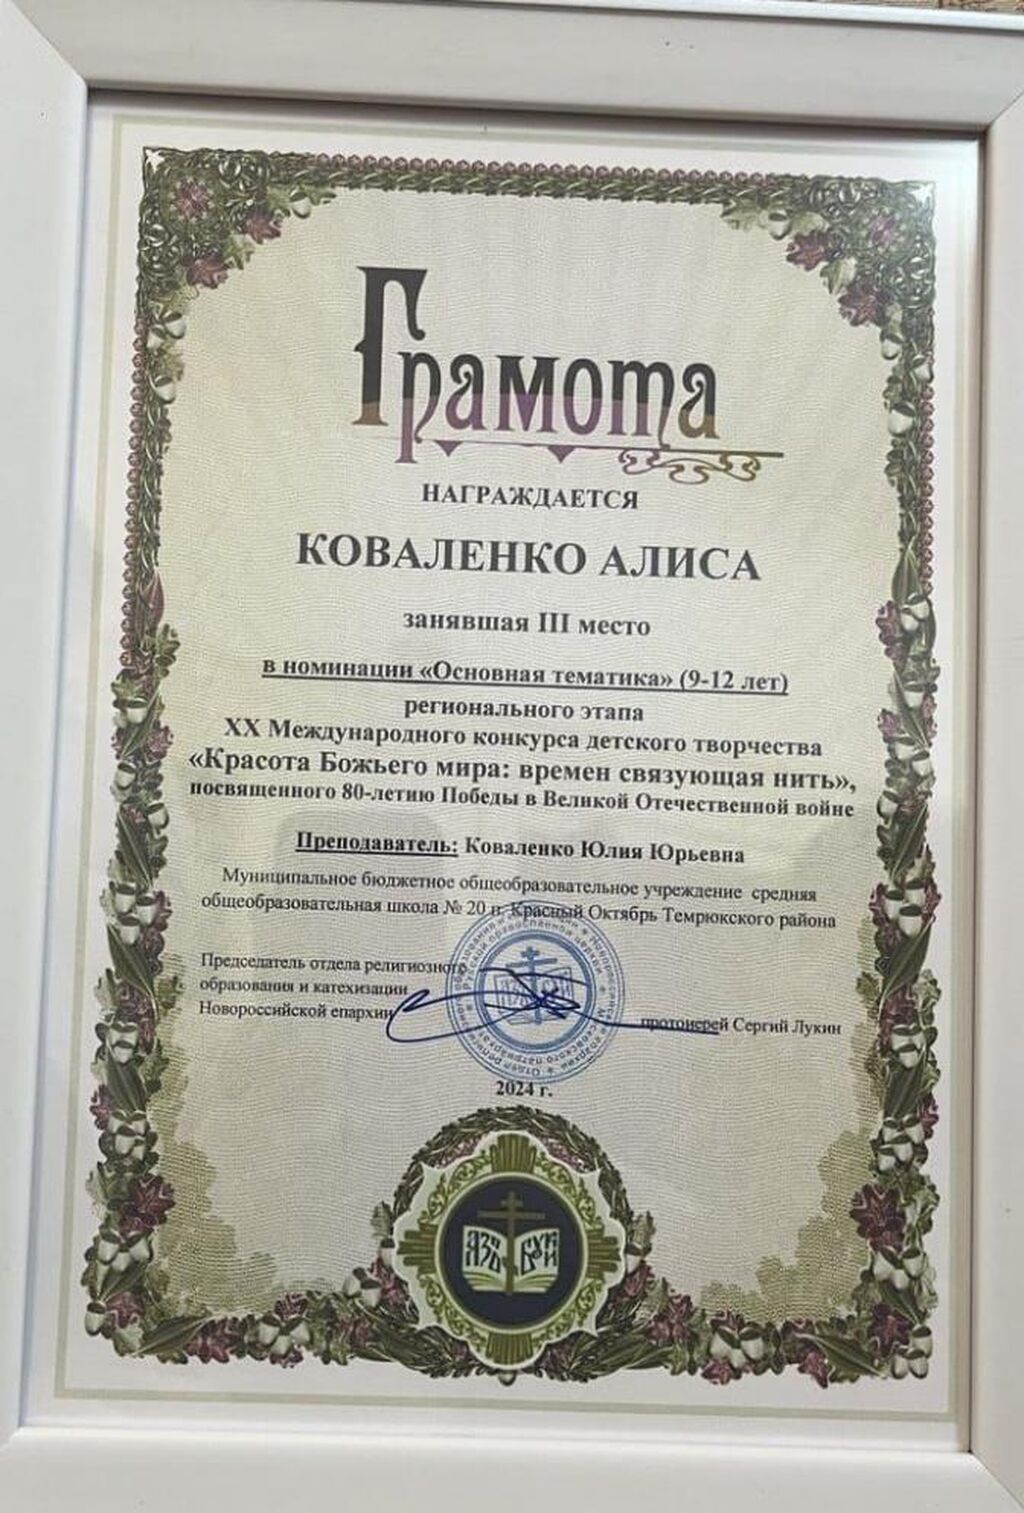 Грамота
НАГРАЖДАЕТСЯ
КОВАЛЕНКО АЛИСА
занявшая III место
в номинации «Основная тематика» (9-12 лет)
регионального этапа
XX Международного конкурса детского творчества
«Красота Божьего мира: времен связующая нить»,
посвященного 80-летию Победы в Великой Отечественной войне
Преподаватель: Коваленко Юлия Юрьевна
Муниципальное бюджетное общеобразовательное учреждение средняя
общеобразовательная школа № 20 п. Красный Октябрь Темрюкского района
Председатель отдела религиозного
образования и катехизации
Новороссийской епархии
протоиерей Сергий Лукин
2024 г.
АЗЪ БУКИ